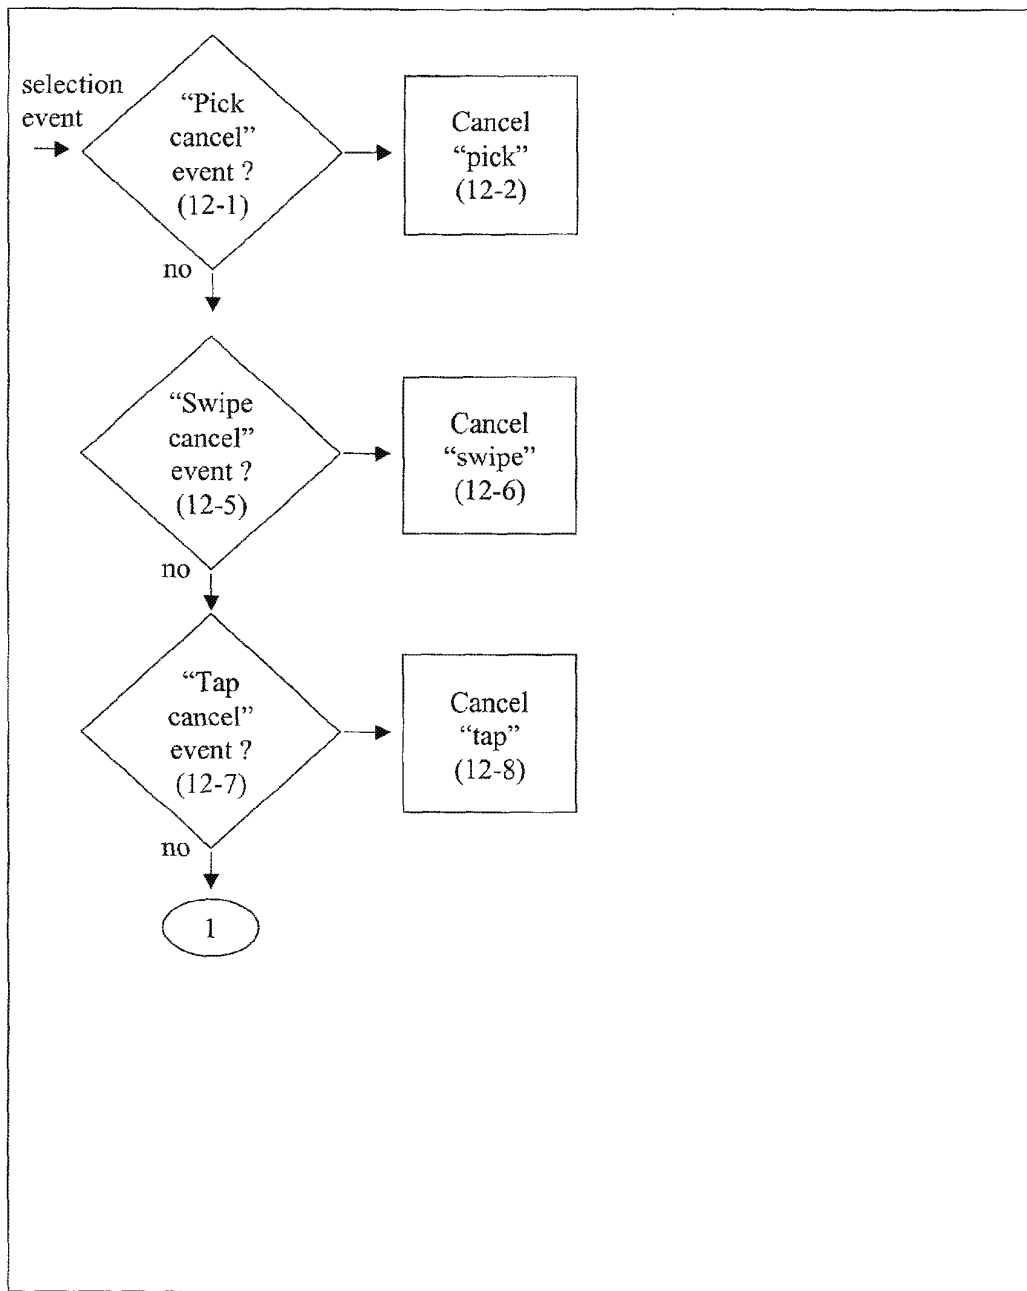 selection
event
“Pick
cancel”
event ?
(12-1)
Cancel
“pick”
(12-2)
no
“Swipe
cancel”
event ?
(12-5)
Cancel
“swipe”
(12-6)
no
“Tap
cancel”
event ?
(12-7)
Cancel
“tap”
(12-8)
no
1